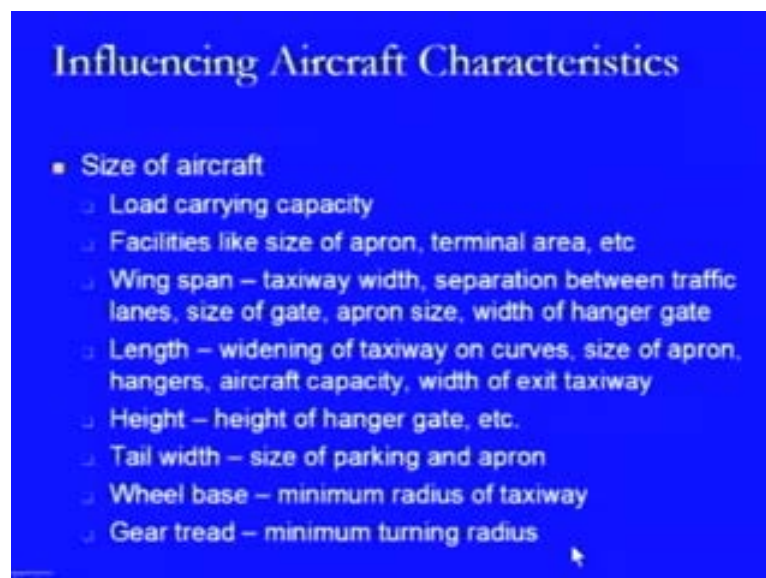 Influencing Aircraft Characteristics
Size of aircraft
Load carrying capacity
Facilities like size of apron, terminal area, etc
Wing span – taxiway width, separation between traffic
lanes, size of gate, apron size, width of hanger gate
Length – widening of taxiway on curves, size of apron,
hangers, aircraft capacity, width of exit taxiway
Height – height of hanger gate, etc.
Tail width – size of parking and apron
Wheel base – minimum radius of taxiway
Gear tread – minimum turning radius